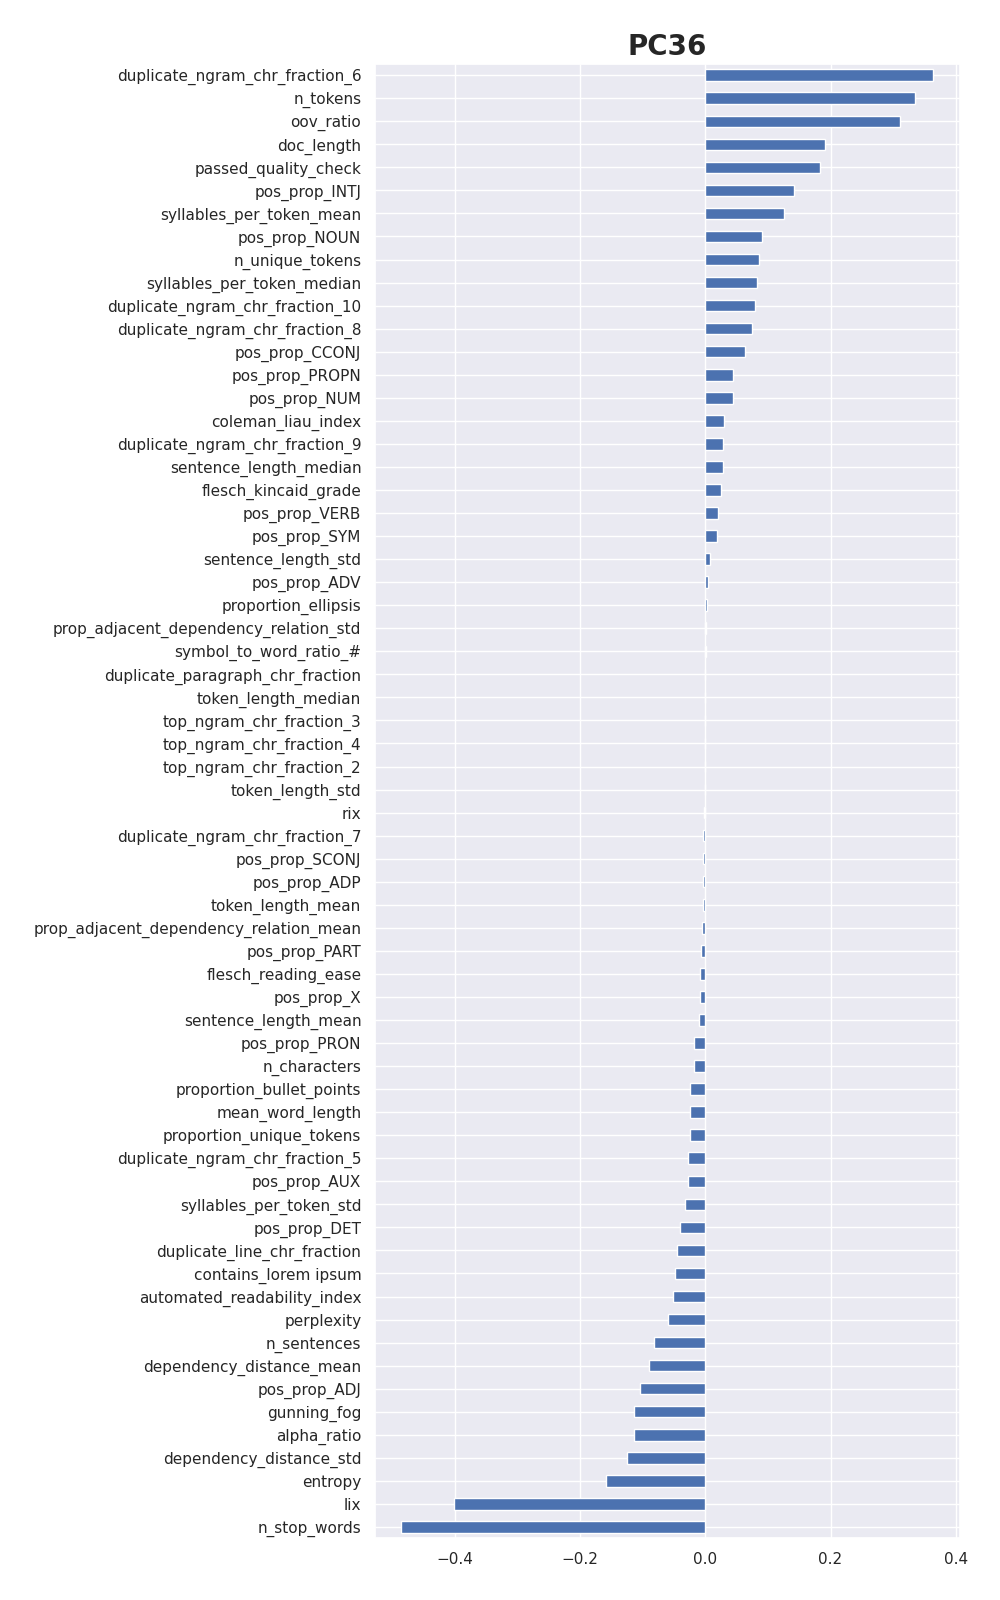 PC36
duplicate_ngram_chr_fraction_6
n_tokens
oov_ratio
doc_length
passed_quality_check
pos_prop_INTJ
syllables_per_token_mean
pos_prop_NOUN
n_unique_tokens
syllables_per_token_median
duplicate_ngram_chr_fraction_10
duplicate_ngram_chr_fraction_8
pos_prop_CCONJ
pos_prop_PROPN
pos_prop_NUM
coleman_liau_index
duplicate_ngram_chr_fraction_9
sentence_length_median
flesch_kincaid_grade
pos_prop_VERB
pos_prop_SYM
sentence_length_std
pos_prop_ADV
proportion_ellipsis
prop_adjacent_dependency_relation_std
symbol_to_word_ratio_#
duplicate_paragraph_chr_fraction
token_length_median
top_ngram_chr_fraction_3
top_ngram_chr_fraction_4
top_ngram_chr_fraction_2
token_length_std
rix
duplicate_ngram_chr_fraction_7
pos_prop_SCONJ
pos_prop_ADP
token_length_mean
prop_adjacent_dependency_relation_mean
pos_prop_PART
flesch_reading_ease
pos_prop_X
sentence_length_mean
pos_prop_PRON
n_characters
proportion_bullet_points
mean_word_length
proportion_unique_tokens
duplicate_ngram_chr_fraction_5
pos_prop_AUX
syllables_per_token_std
pos_prop_DET
duplicate_line_chr_fraction
contains_lorem ipsum
automated_readability_index
perplexity
n_sentences
dependency_distance_mean
pos_prop_ADJ
gunning_fog
alpha_ratio
dependency_distance_std
entropy
lix
n_stop_words
−0.4 −0.2 0.0 0.2 0.4